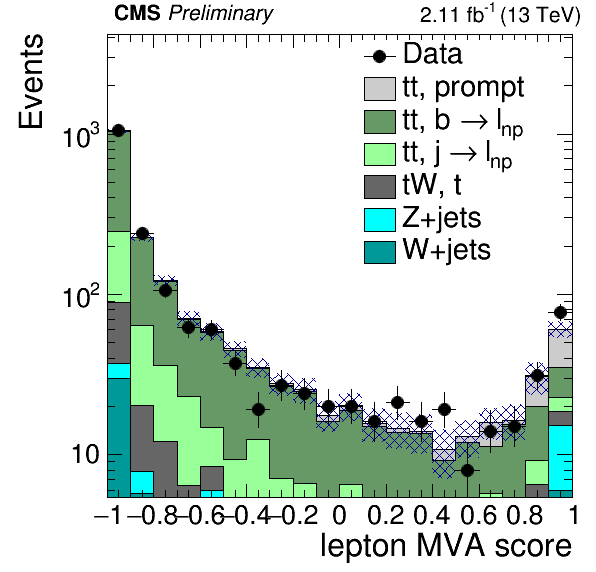 CMS Preliminary 2.11 fb⁻¹ (13 TeV)
Events
Data
tt, prompt
tt, b → l_np
tt, j → l_np
tW, t
Z+jets
W+jets
10³
10²
10
−1 −0.8 −0.6 −0.4 −0.2 0 0.2 0.4 0.6 0.8 1
lepton MVA score